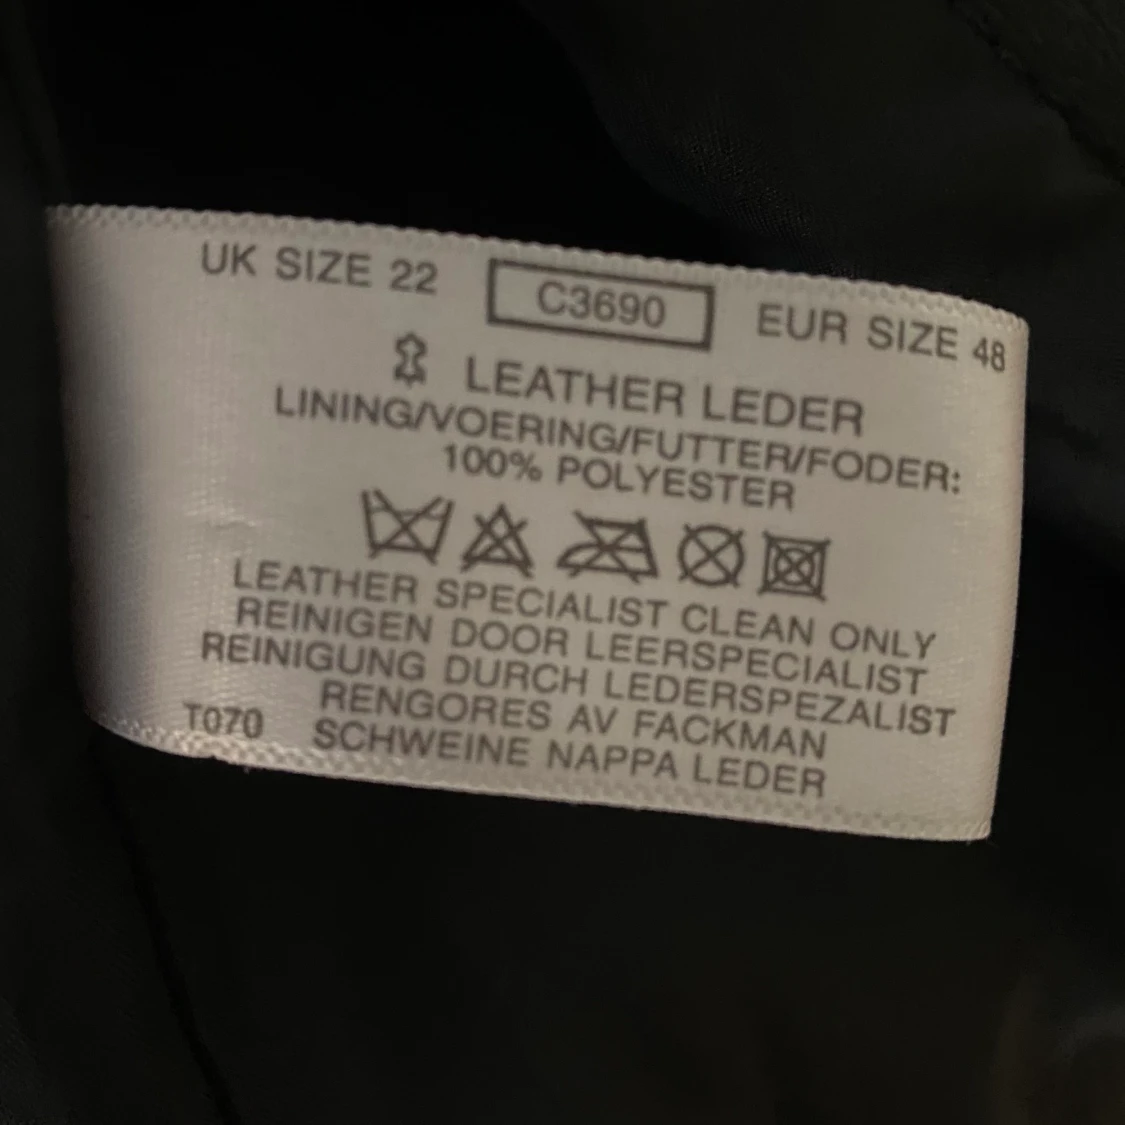 UK SIZE 22 C3690 EUR SIZE 48
LEATHER LEDER
LINING/VOERING/FUTTER/FODER:
100% POLYESTER
LEATHER SPECIALIST CLEAN ONLY
REINIGEN DOOR LEERSPECIALIST
REINIGUNG DURCH LEDERSPEZALIST
RENGORES AV FACKMAN
T070 SCHWEINE NAPPA LEDER